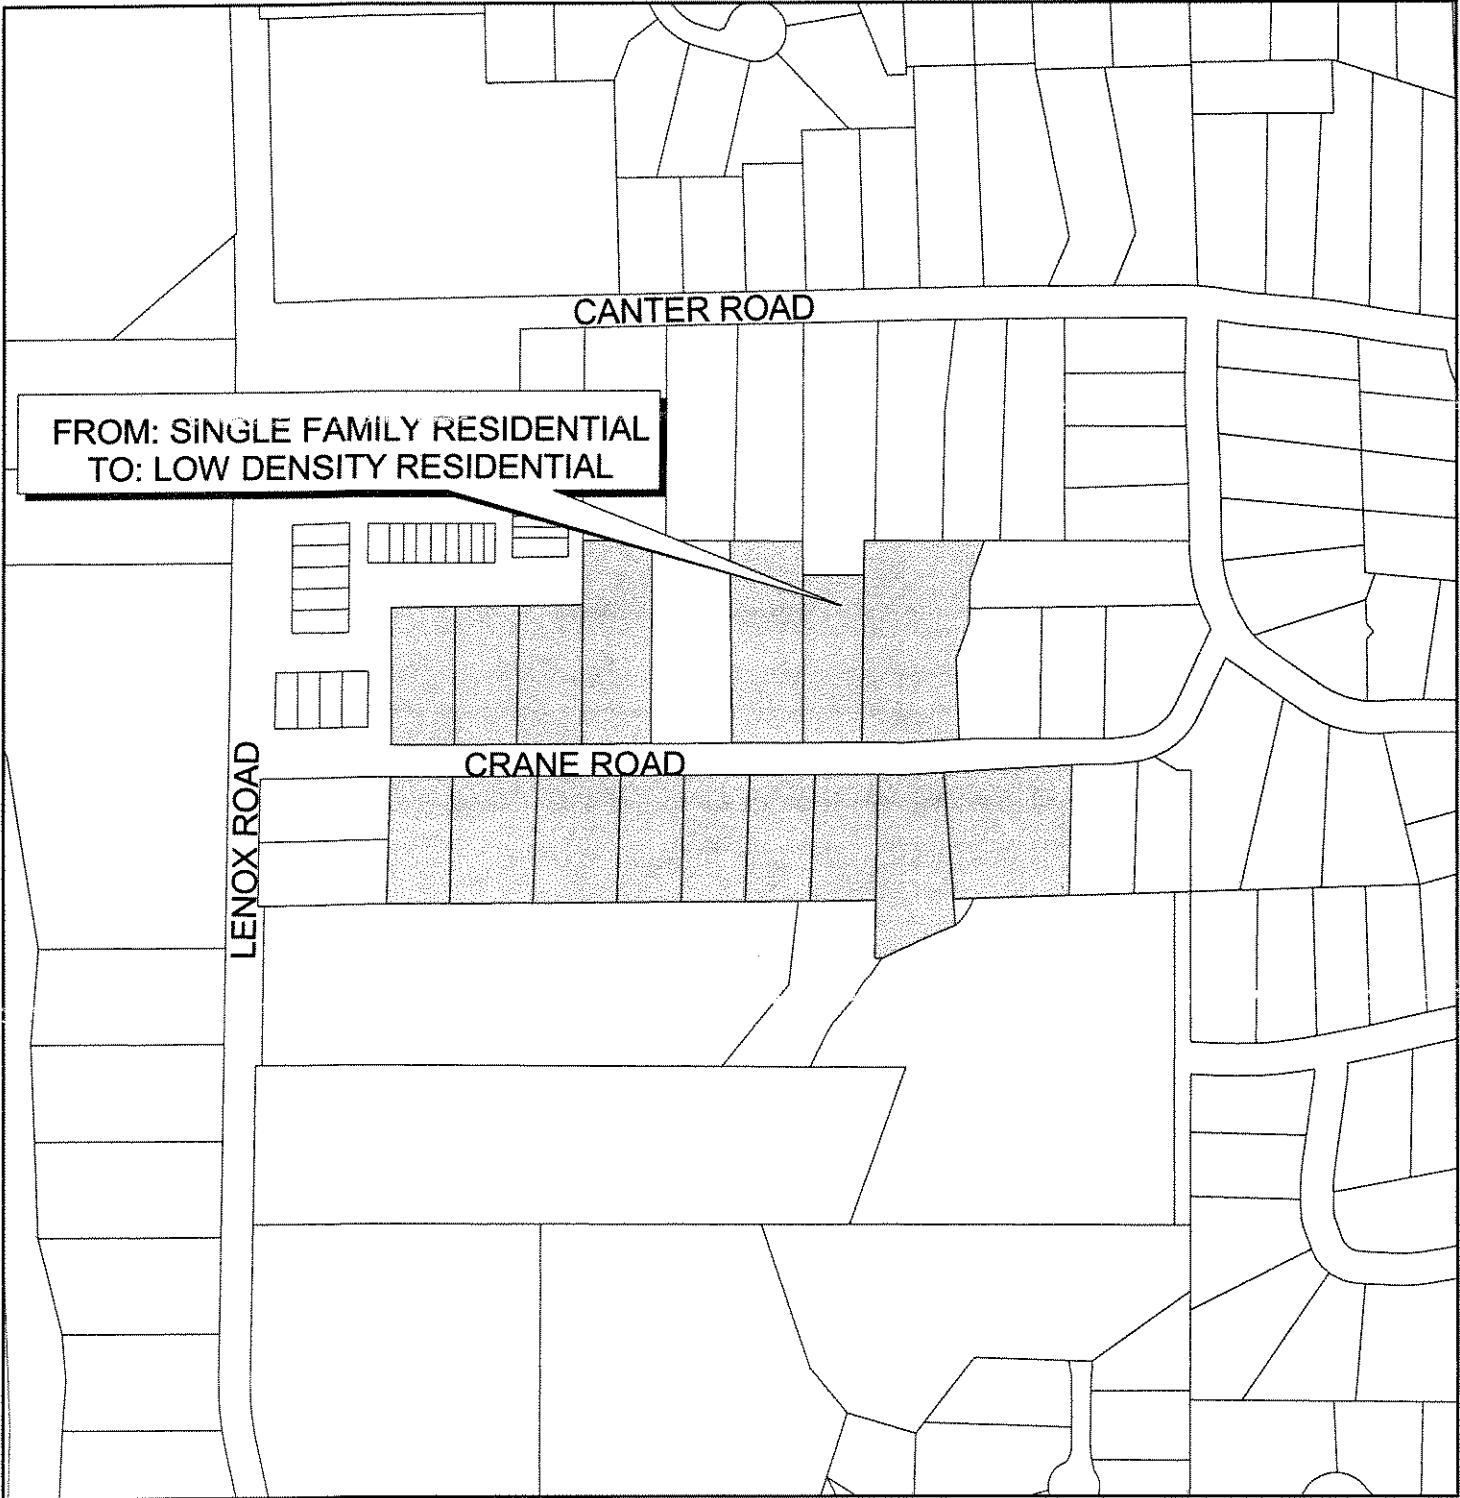 CANTER ROAD
FROM: SINGLE FAMILY RESIDENTIAL
TO: LOW DENSITY RESIDENTIAL
CRANE ROAD
LENOX ROAD